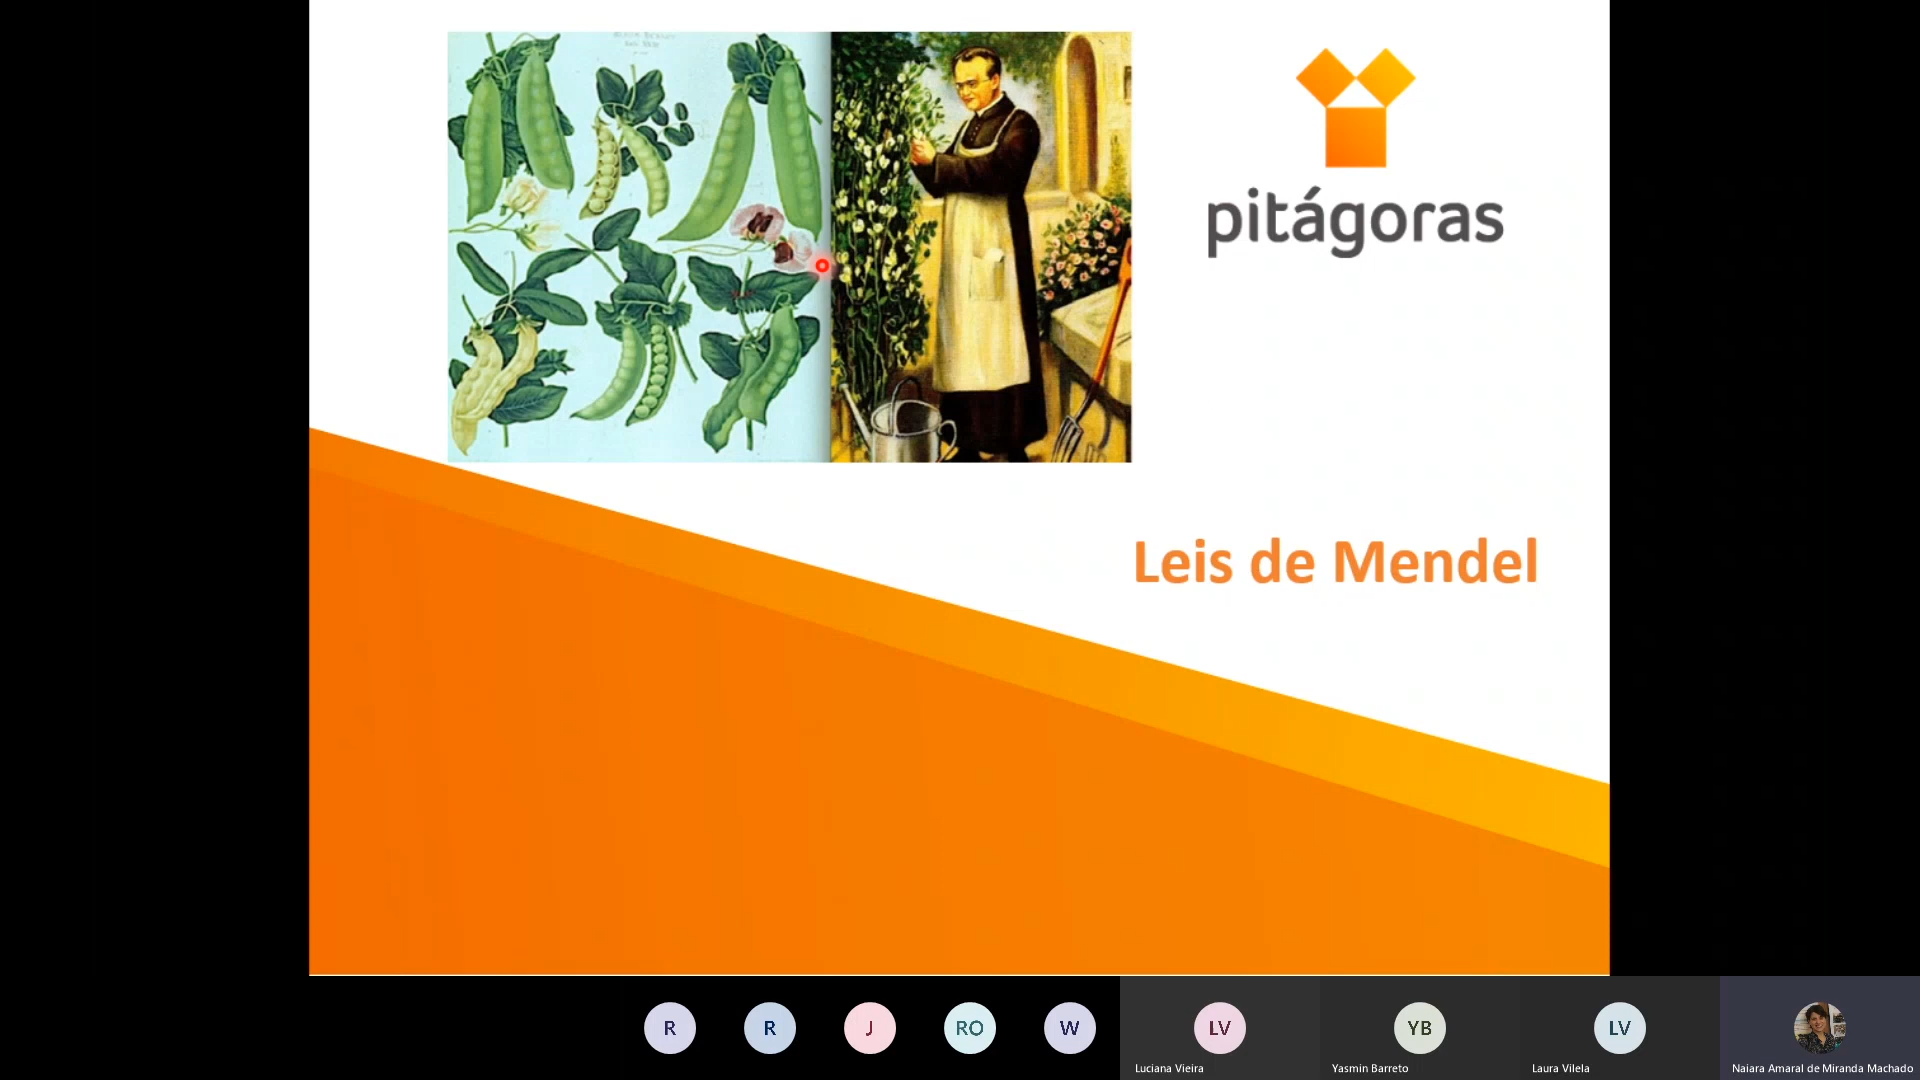 pitágoras
Leis de Mendel
R
R
J
RO
W
LV
YB
LV
Luciana Vieira
Yasmin Barreto
Laura Vilela
Naiara Amaral de Miranda Machado